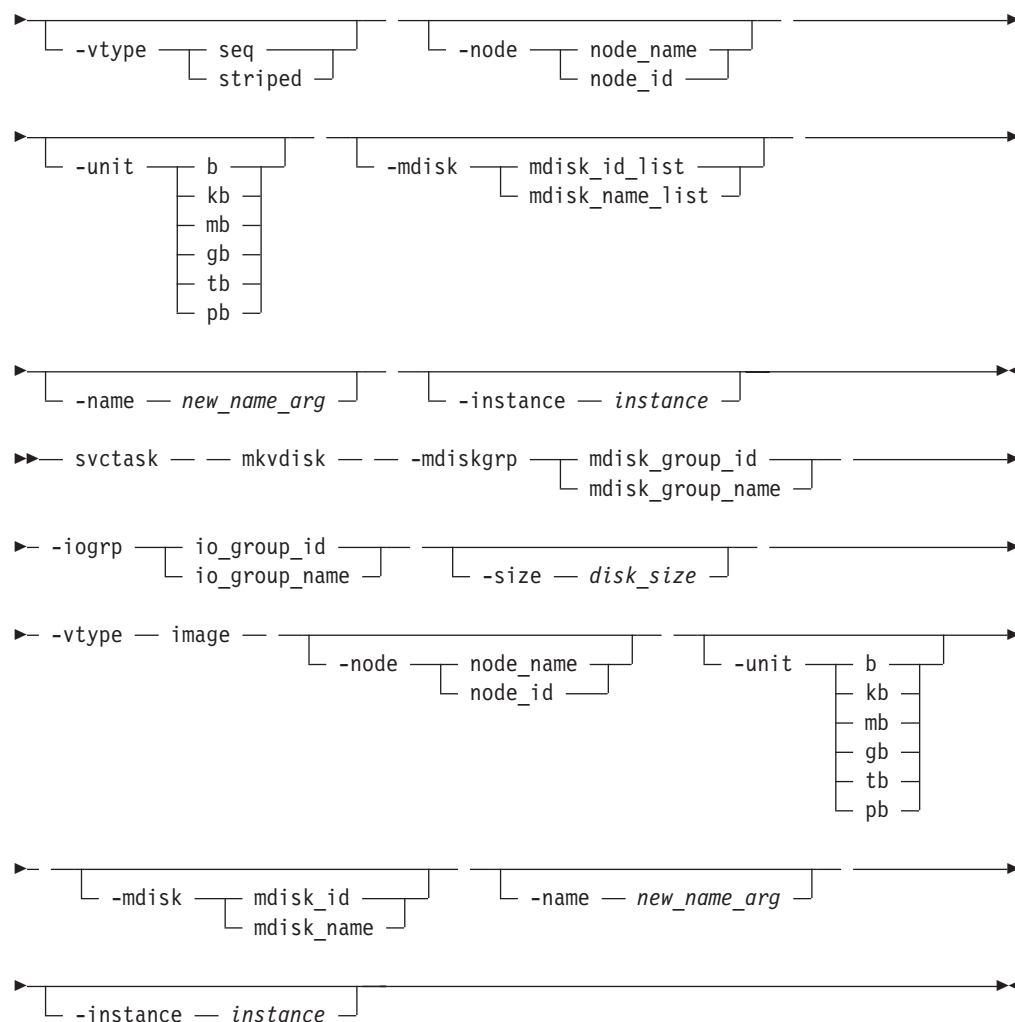 -vtype seq -node node_name
striped node_id
-unit b -mdisk mdisk_id_list
kb mdisk_name_list
mb
gb
tb
pb
-name new_name_arg -instance instance
svctask mkvdisk -mdiskgrp mdisk_group_id
mdisk_group_name
-iogrp io_group_id -size disk_size
io_group_name
-vtype image -node node_name -unit b
node_id kb
mb
gb
tb
pb
-mdisk mdisk_id -name new_name_arg
mdisk_name
-instance instance